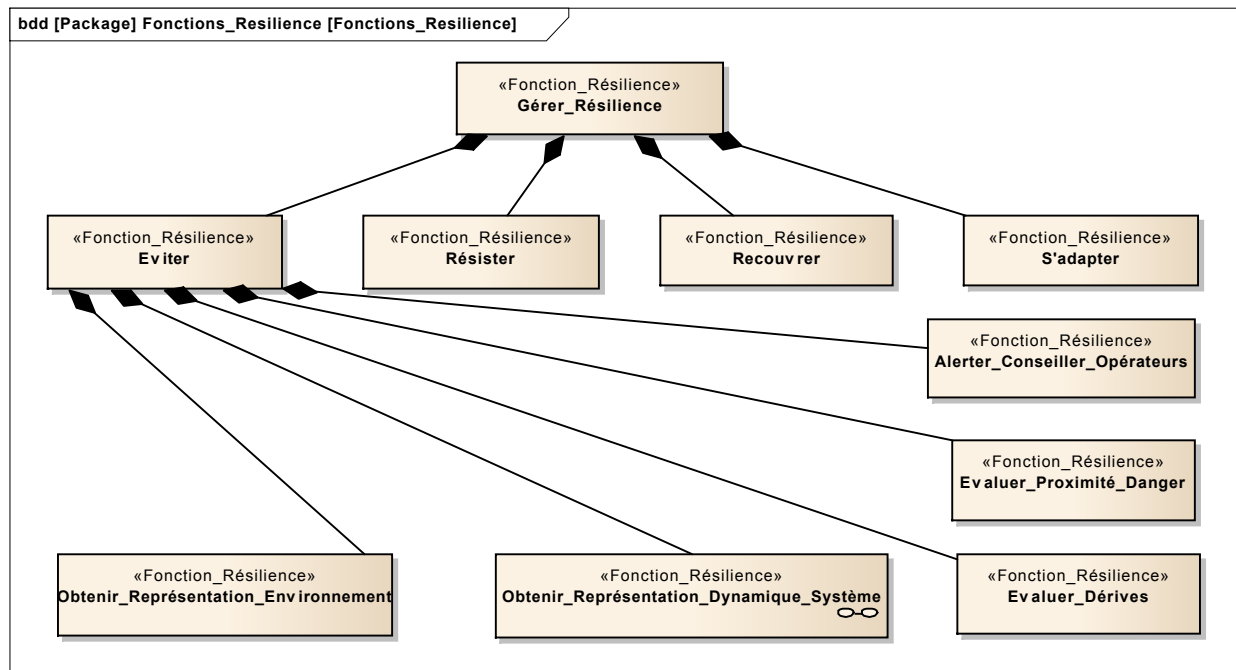 bdd [Package] Fonctions_Resilience [Fonctions_Resilience]
«Fonction_Résilience»
Gérer_Résilience
«Fonction_Résilience»
Eviter
«Fonction_Résilience»
Résister
«Fonction_Résilience»
Recouvrer
«Fonction_Résilience»
S'adapter
«Fonction_Résilience»
Alerter_Conseiller_Opérateurs
«Fonction_Résilience»
Evaluer_Proximité_Danger
«Fonction_Résilience»
Obtenir_Représentation_Environnement
«Fonction_Résilience»
Obtenir_Représentation_Dynamique_Système
«Fonction_Résilience»
Evaluer_Dérives